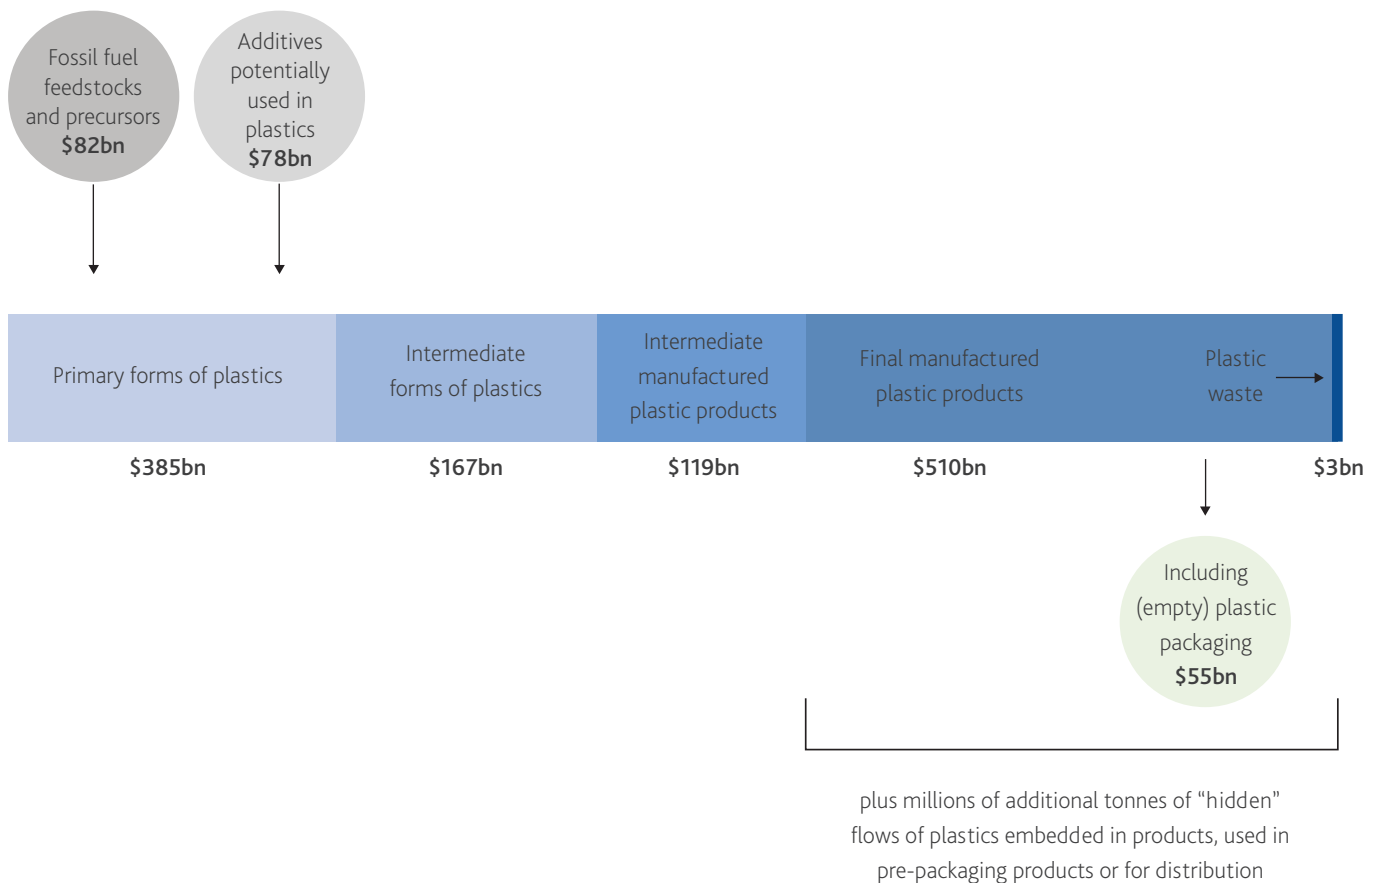 Fossil fuel
feedstocks
and precursors
$82bn
Additives
potentially
used in
plastics
$78bn
Primary forms of plastics
$385bn
Intermediate
forms of plastics
$167bn
Intermediate
manufactured
plastic products
$119bn
Final manufactured
plastic products
$510bn
Plastic
waste
$3bn
Including
(empty) plastic
packaging
$55bn
plus millions of additional tonnes of “hidden”
flows of plastics embedded in products, used in
pre-packaging products or for distribution